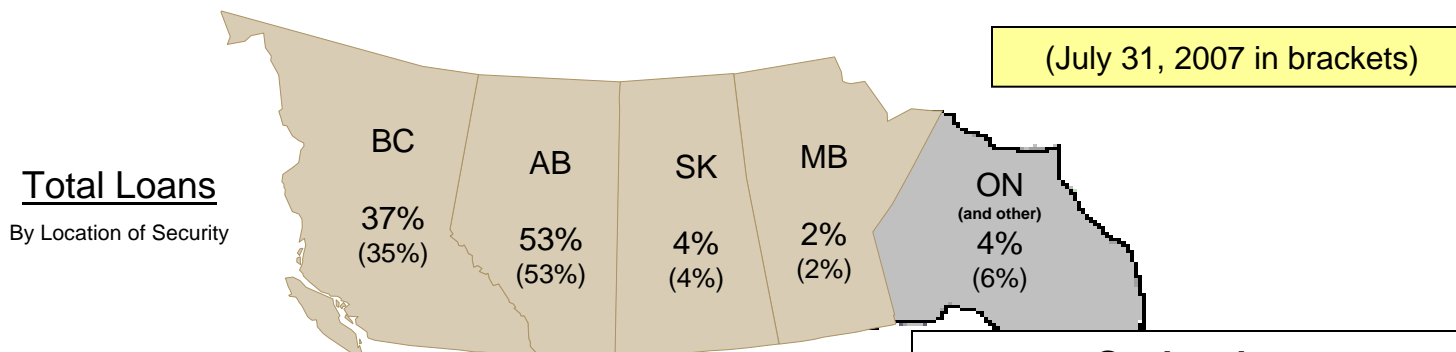 (July 31, 2007 in brackets)
Total Loans
By Location of Security
BC
37%
(35%)
AB
53%
(53%)
SK
4%
(4%)
MB
2%
(2%)
ON
(and other)
4%
(6%)